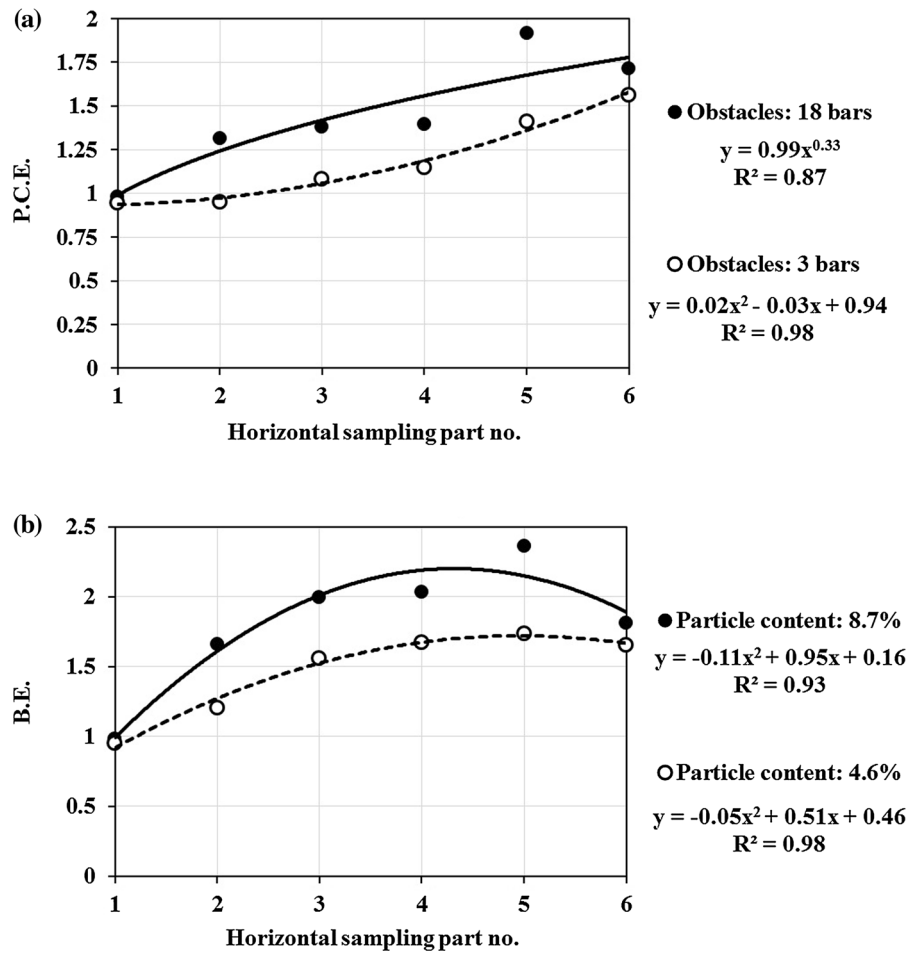 (a)
P.C.E.
2
1.75
1.5
1.25
1
0.75
0.5
0.25
0
1 2 3 4 5 6
Horizontal sampling part no.
Obstacles: 18 bars
y = 0.99x^0.33
R² = 0.87
Obstacles: 3 bars
y = 0.02x² - 0.03x + 0.94
R² = 0.98
(b)
B.E.
2.5
2
1.5
1
0.5
0
1 2 3 4 5 6
Horizontal sampling part no.
Particle content: 8.7%
y = -0.11x² + 0.95x + 0.16
R² = 0.93
Particle content: 4.6%
y = -0.05x² + 0.51x + 0.46
R² = 0.98